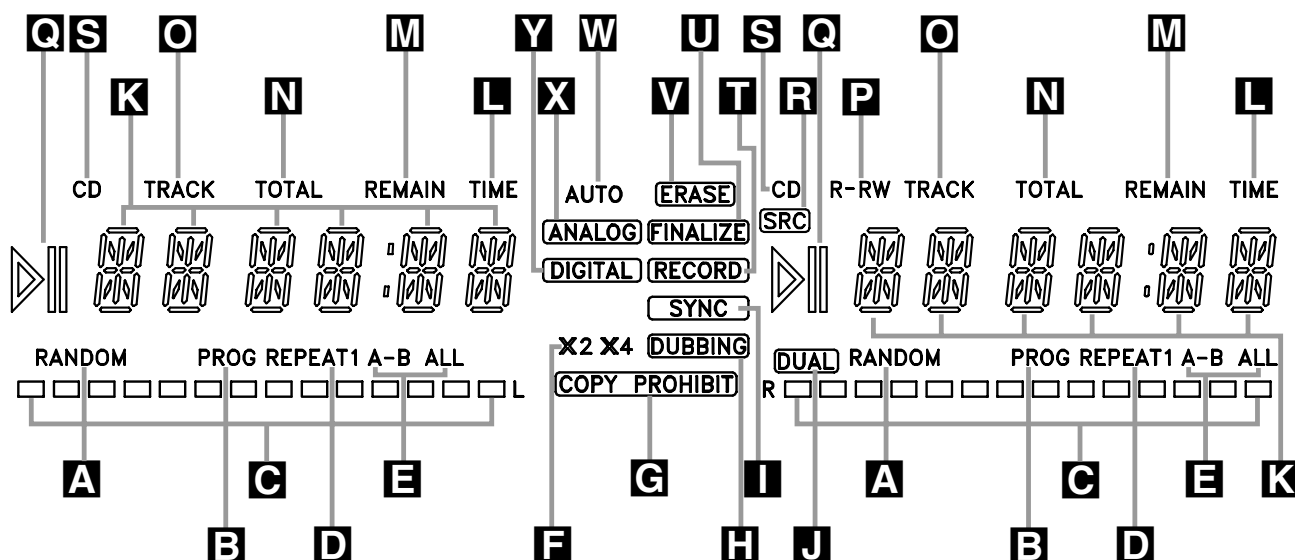 Q S O M Y W U S Q O M
K N L X V T R P N L
CD TRACK TOTAL REMAIN TIME AUTO ERASE CD R-RW TRACK TOTAL REMAIN TIME
SRC
ANALOG FINALIZE
DIGITAL RECORD
SYNC
RANDOM PROG REPEAT1 A-B ALL X2 X4 DUBBING DUAL RANDOM PROG REPEAT1 A-B ALL
L COPY PROHIBIT R
A C E G I A C E K
B D F H J B D